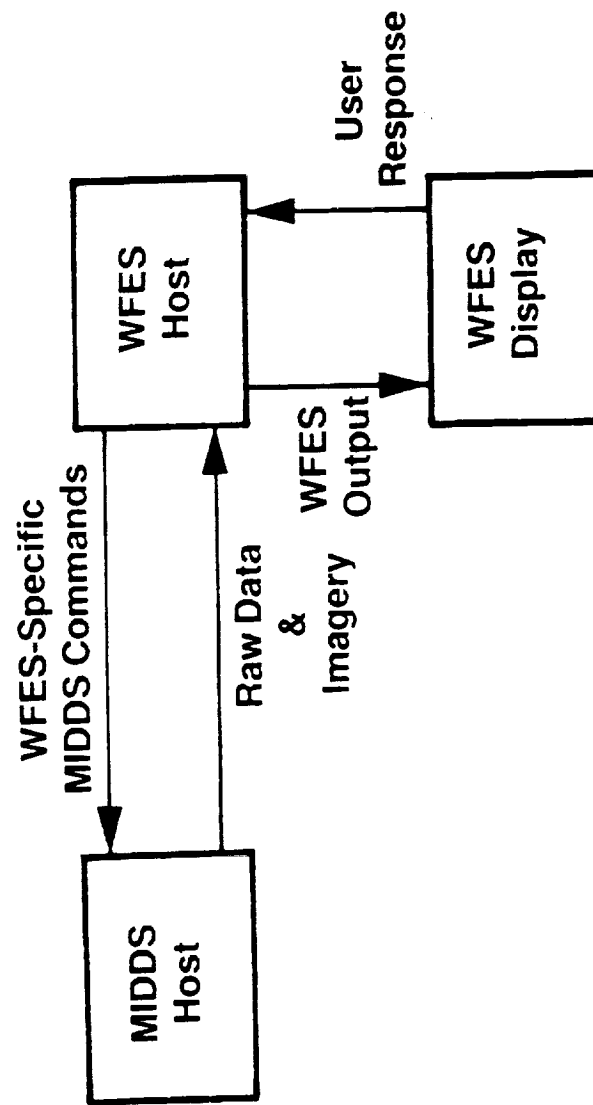 MIDDS
Host
WFES-Specific
MIDDS Commands
Raw Data
&
Imagery
WFES
Host
WFES
Output
User
Response
WFES
Display